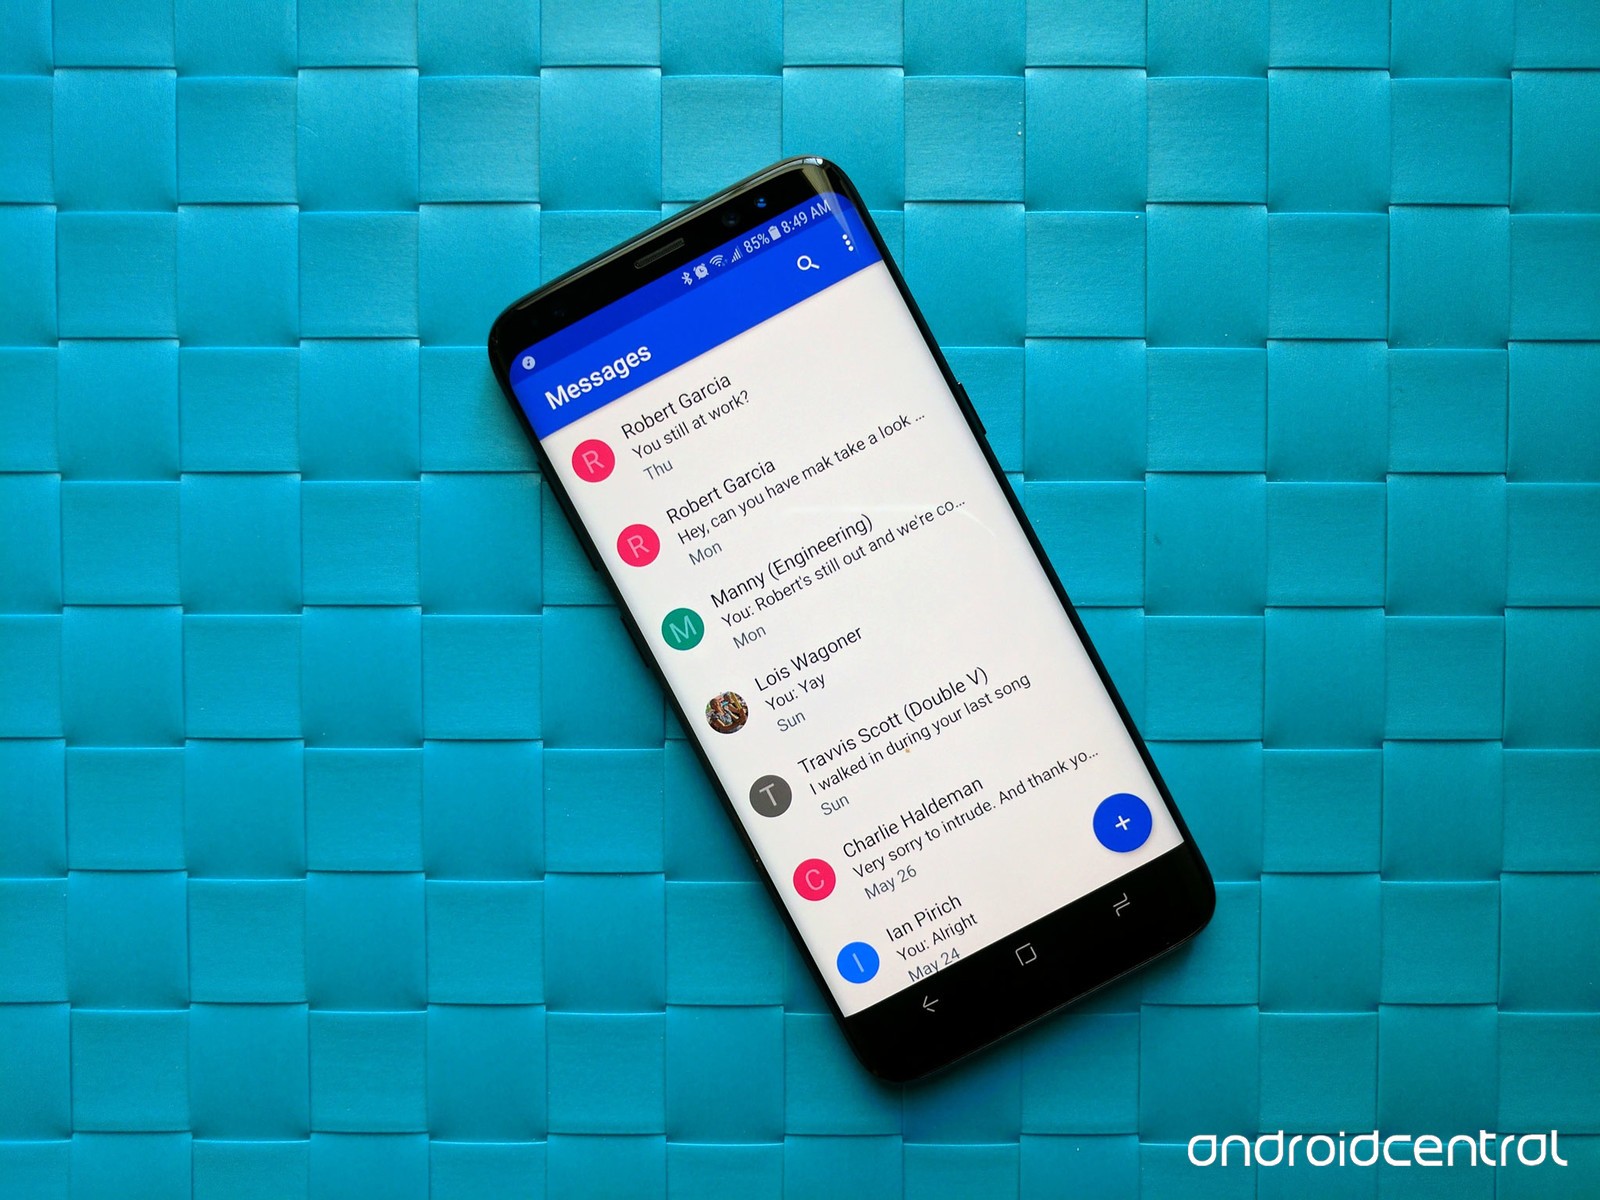 85% 8:49 AM
Messages
R
Robert Garcia
You still at work?
Thu
R
Robert Garcia
Hey, can you have mak take a look ...
Mon
M
Manny (Engineering)
You: Robert's still out and we're co...
Mon
Lois Wagoner
You: Yay
Sun
T
Travvis Scott (Double V)
I walked in during your last song
Sun
C
Charlie Haldeman
Very sorry to intrude. And thank yo...
May 26
I
Ian Pirich
You: Alright
May 24
androidcentral